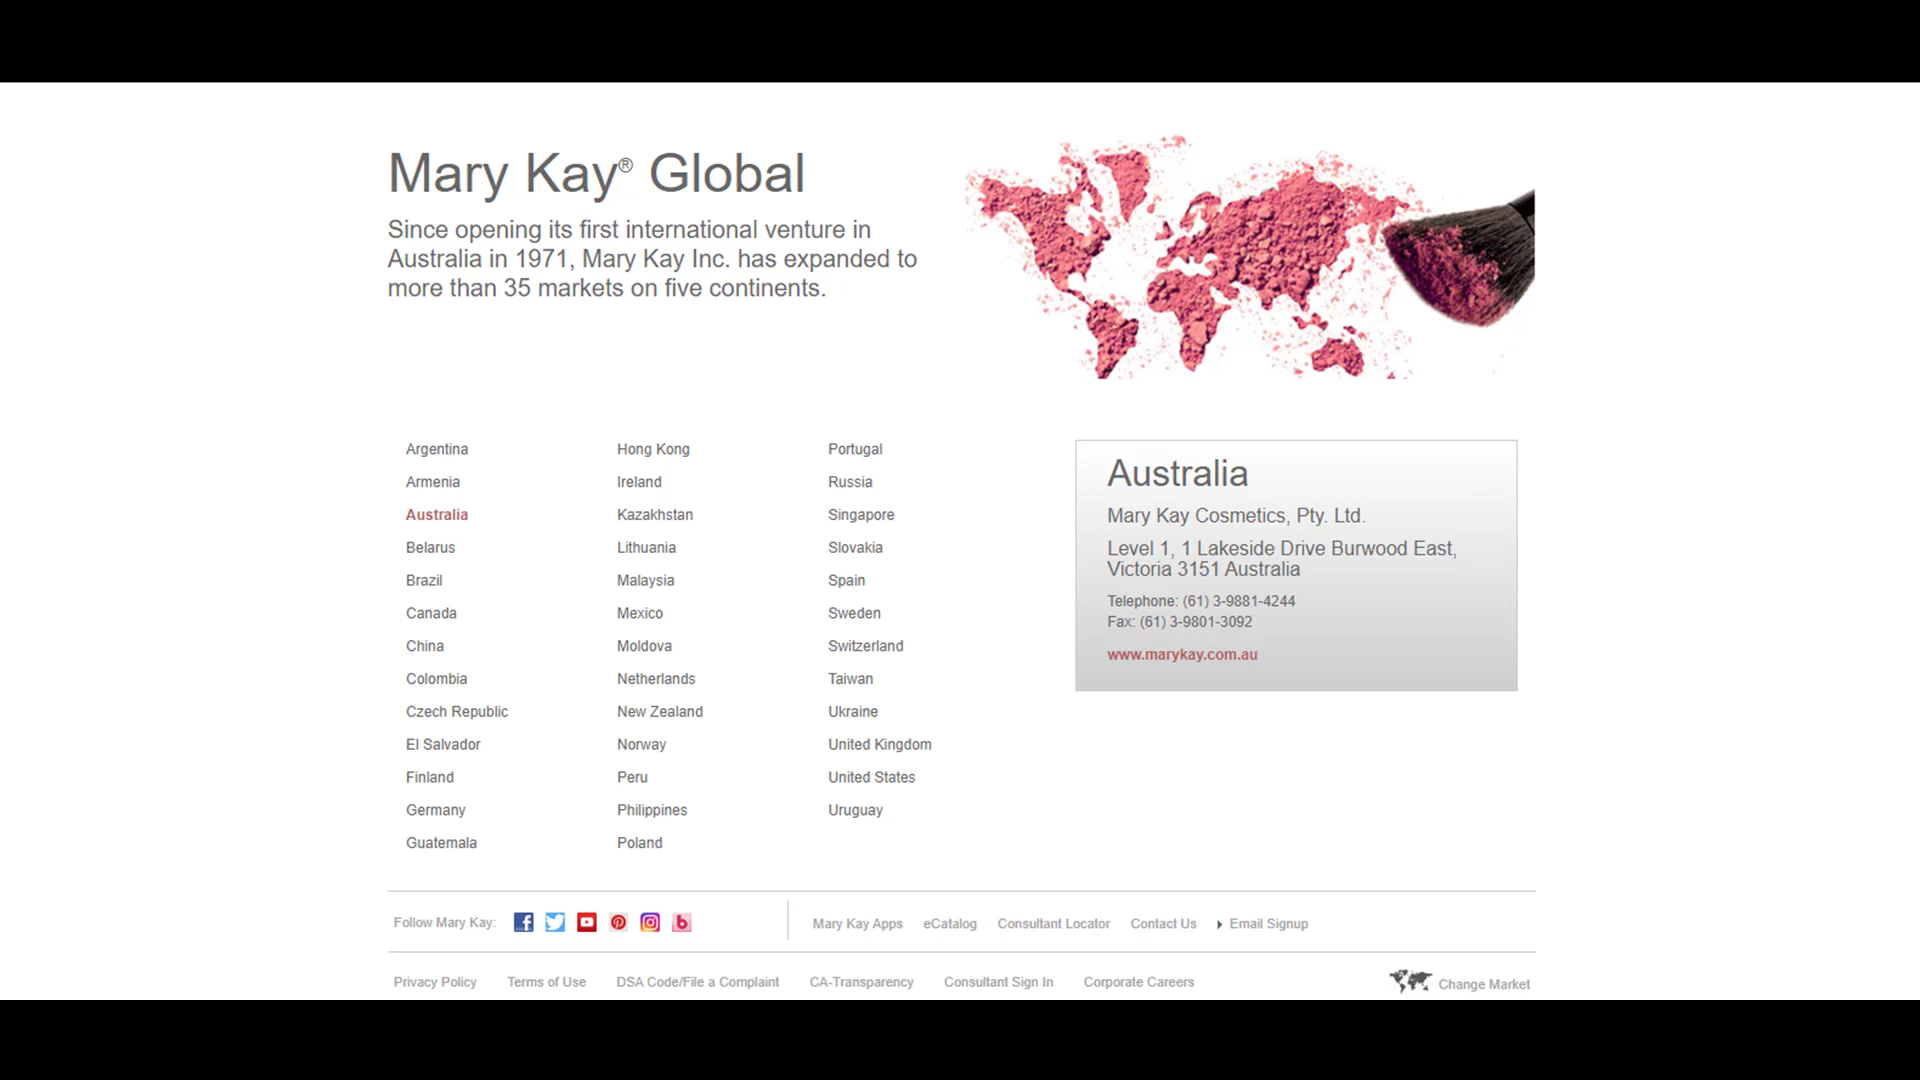 Mary Kay® Global
Since opening its first international venture in
Australia in 1971, Mary Kay Inc. has expanded to
more than 35 markets on five continents.
Argentina
Armenia
Australia
Belarus
Brazil
Canada
China
Colombia
Czech Republic
El Salvador
Finland
Germany
Guatemala
Hong Kong
Ireland
Kazakhstan
Lithuania
Malaysia
Mexico
Moldova
Netherlands
New Zealand
Norway
Peru
Philippines
Poland
Portugal
Russia
Singapore
Slovakia
Spain
Sweden
Switzerland
Taiwan
Ukraine
United Kingdom
United States
Uruguay
Australia
Mary Kay Cosmetics, Pty. Ltd.
Level 1, 1 Lakeside Drive Burwood East,
Victoria 3151 Australia
Telephone: (61) 3-9881-4244
Fax: (61) 3-9801-3092
www.marykay.com.au
Follow Mary Kay:
Mary Kay Apps eCatalog Consultant Locator Contact Us Email Signup
Privacy Policy Terms of Use DSA Code/File a Complaint CA-Transparency Consultant Sign In Corporate Careers Change Market